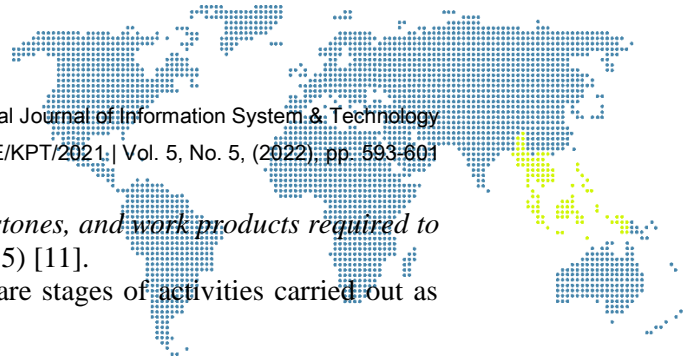 al Journal of Information System & Technology
E/KPT/2021 | Vol. 5, No. 5, (2022), pp. 593-601
stones, and work products required to
5) [11].
are stages of activities carried out as